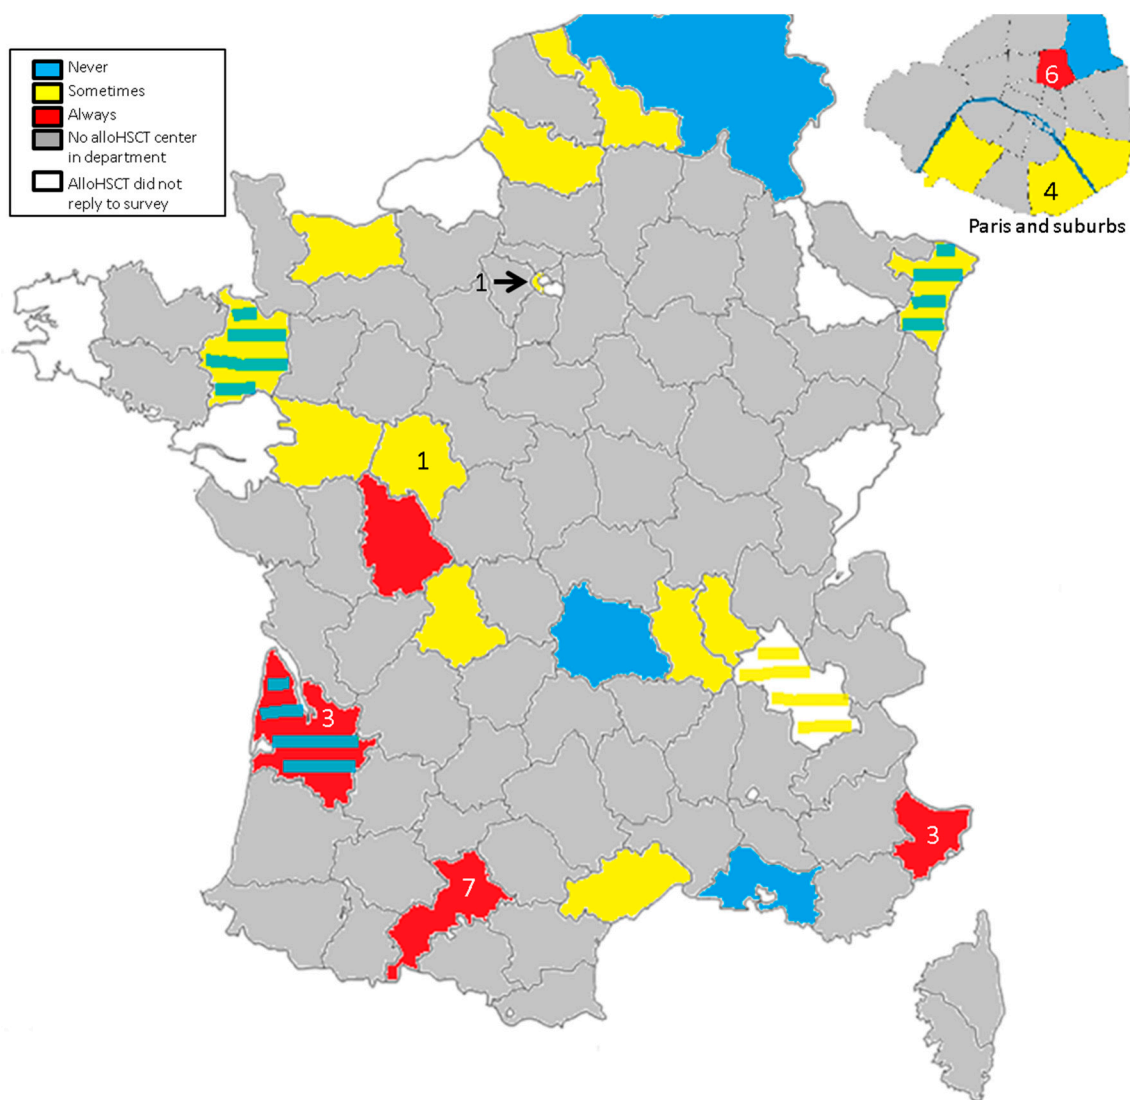 Never
Sometimes
Always
No alloHSCT center
in department
AlloHSCT did not
reply to survey
6
4
Paris and suburbs
1
1
3
3
7